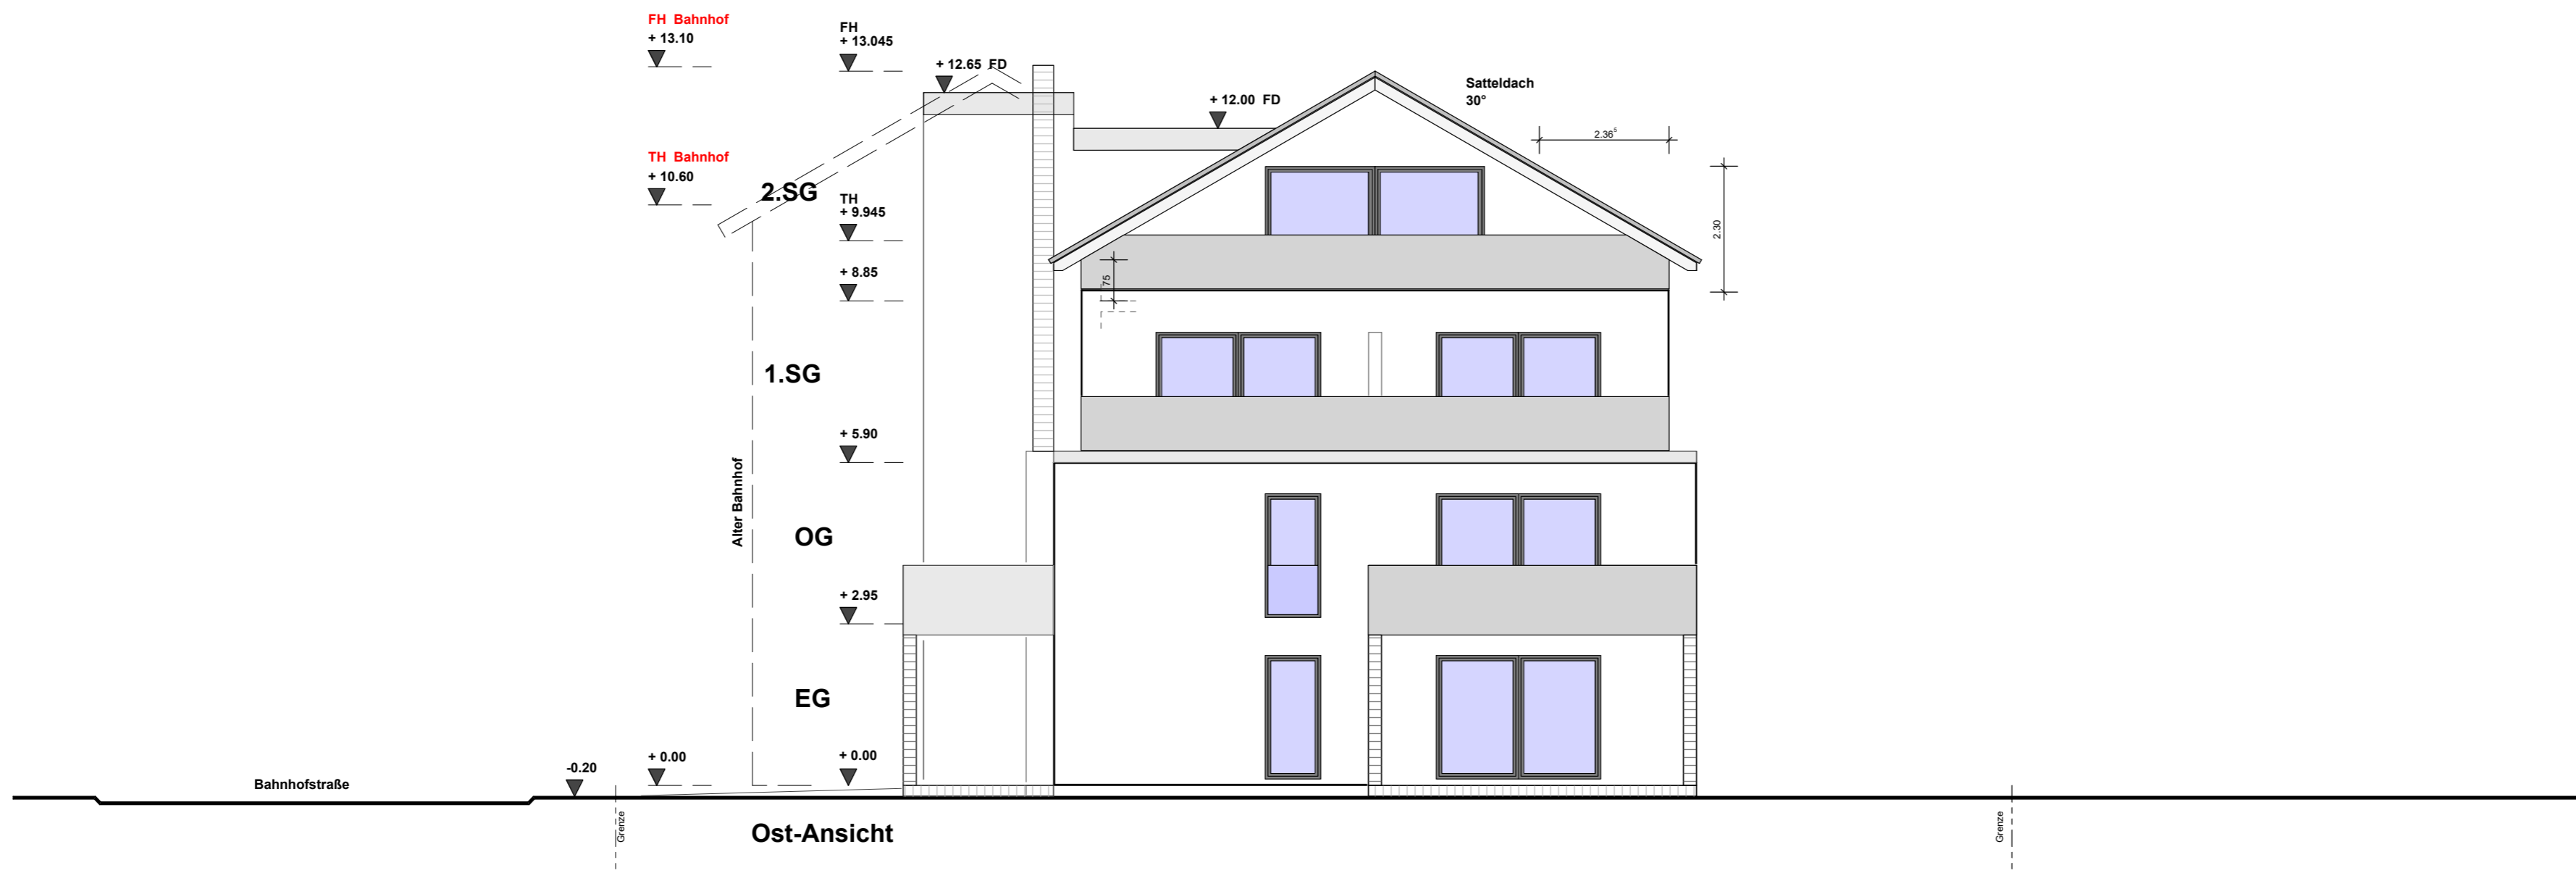 FH Bahnhof
+ 13.10
FH
+ 13.045
+ 12.65 FD
+ 12.00 FD
Satteldach
30°
2.36⁵
TH Bahnhof
+ 10.60
2.SG
TH
+ 9.945
2.30
+ 8.85
75
1.SG
+ 5.90
Alter Bahnhof
OG
+ 2.95
EG
+ 0.00
+ 0.00
-0.20
Bahnhofstraße
Grenze
Grenze
Ost-Ansicht